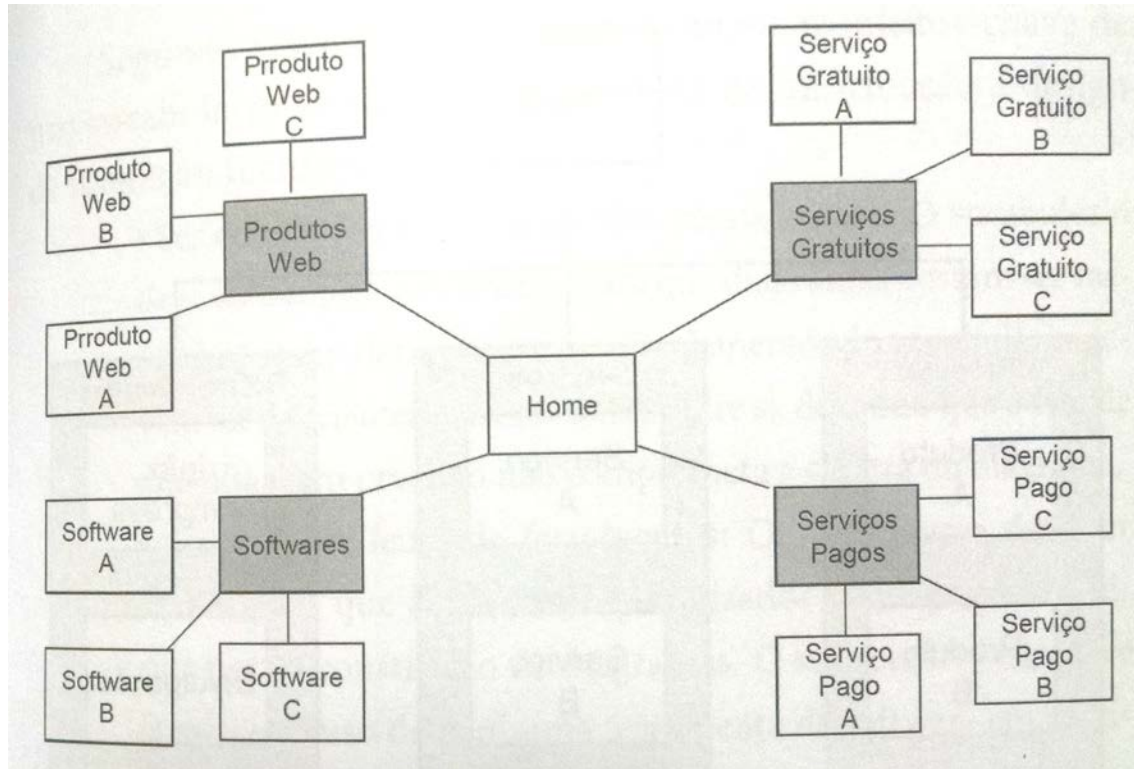 Prroduto
Web
C
Prroduto
Web
B
Produtos
Web
Prroduto
Web
A
Serviço
Gratuito
A
Serviço
Gratuito
B
Serviços
Gratuitos
Serviço
Gratuito
C
Home
Software
A
Softwares
Software
B
Software
C
Serviço
Pago
C
Serviços
Pagos
Serviço
Pago
B
Serviço
Pago
A